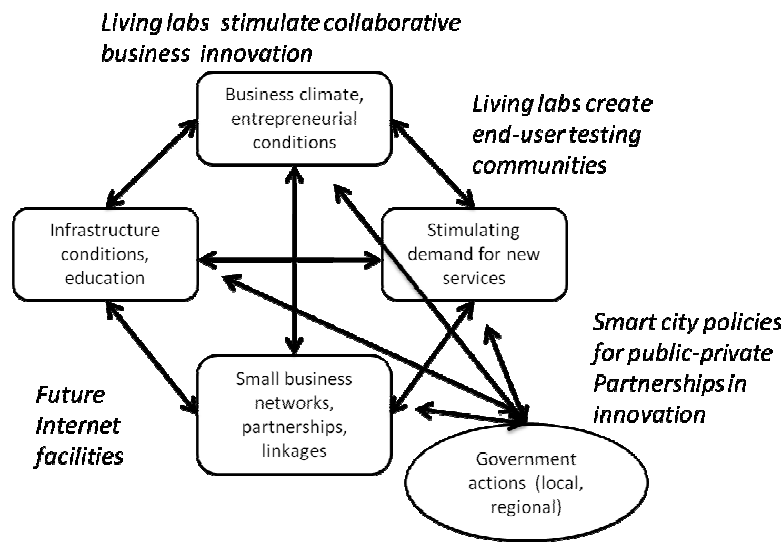 Living labs stimulate collaborative
business innovation
Business climate,
entrepreneurial
conditions
Living labs create
end-user testing
communities
Infrastructure
conditions,
education
Stimulating
demand for new
services
Smart city policies
for public-private
Partnerships in
innovation
Small business
networks,
partnerships,
linkages
Future
Internet
facilities
Government
actions (local,
regional)